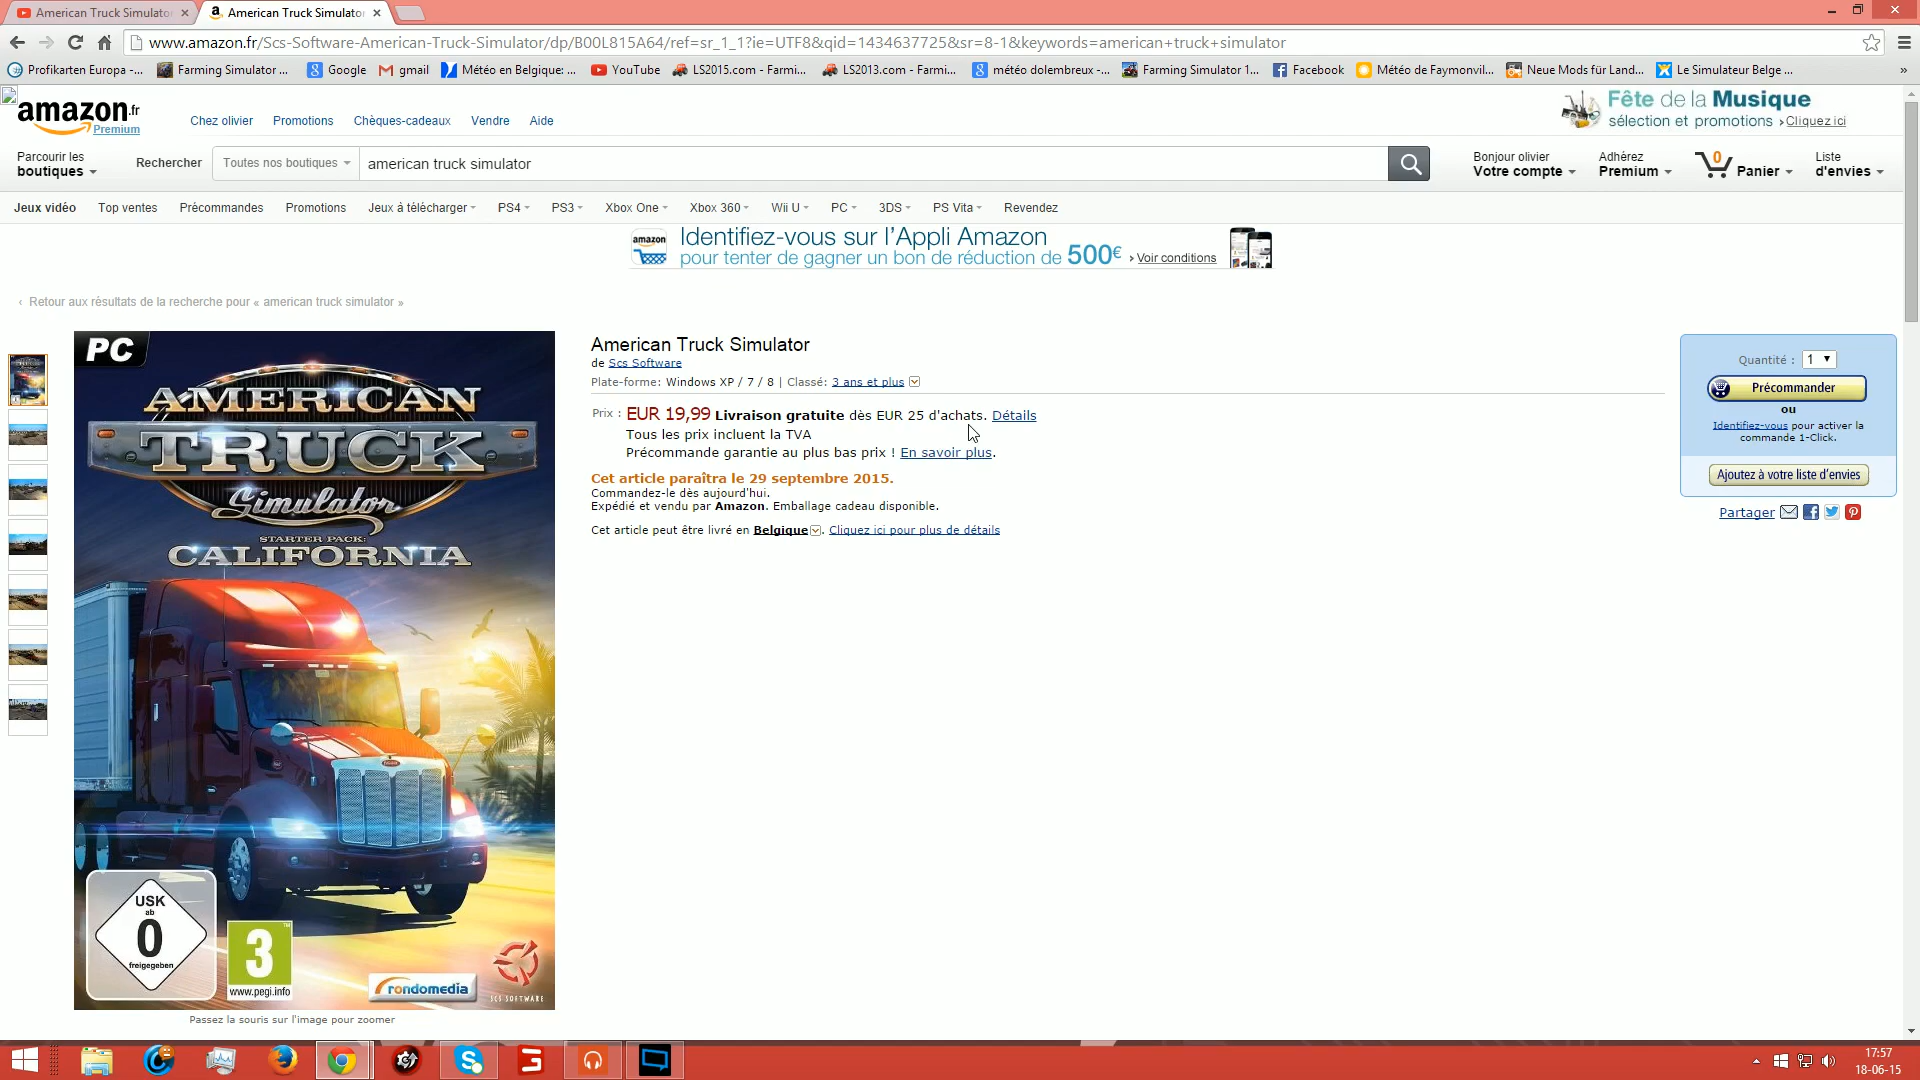 American Truck Simulator
American Truck Simulator
www.amazon.fr/Scs-Software-American-Truck-Simulator/dp/B00L815A64/ref=sr_1_1?ie=UTF8&qid=1434637725&sr=8-1&keywords=american+truck+simulator
Profikarten Europa -... Farming Simulator ... Google gmail Météo en Belgique: ... YouTube LS2015.com - Farmi... LS2013.com - Farmi... météo dolembreux -... Farming Simulator 1... Facebook Météo de Faymonvil... Neue Mods für Land... Le Simulateur Belge ... »
amazon.fr
Premium
Chez olivier Promotions Chèques-cadeaux Vendre Aide
Fête de la Musique
sélection et promotions › Cliquez ici
Parcourir les
boutiques
Rechercher Toutes nos boutiques american truck simulator
Bonjour olivier
Votre compte
Adhérez
Premium
0
Panier
Liste
d'envies
Jeux vidéo Top ventes Précommandes Promotions Jeux à télécharger PS4 PS3 Xbox One Xbox 360 Wii U PC 3DS PS Vita Revendez
amazon
Identifiez-vous sur l'Appli Amazon
pour tenter de gagner un bon de réduction de 500€ › Voir conditions
‹ Retour aux résultats de la recherche pour « american truck simulator »
PC
AMERICAN
TRUCK
Simulator
STARTER PACK:
CALIFORNIA
USK
ab
0
freigegeben
3
www.pegi.info
rondomedia
SCS SOFTWARE
Passez la souris sur l'image pour zoomer
American Truck Simulator
de Scs Software
Plate-forme: Windows XP / 7 / 8 | Classé: 3 ans et plus
Prix : EUR 19,99 Livraison gratuite dès EUR 25 d'achats. Détails
Tous les prix incluent la TVA
Précommande garantie au plus bas prix ! En savoir plus.
Cet article paraîtra le 29 septembre 2015.
Commandez-le dès aujourd'hui.
Expédié et vendu par Amazon. Emballage cadeau disponible.
Cet article peut être livré en Belgique. Cliquez ici pour plus de détails
Quantité : 1
Précommander
ou
Identifiez-vous pour activer la
commande 1-Click.
Ajoutez à votre liste d'envies
Partager
17:57
18-06-15